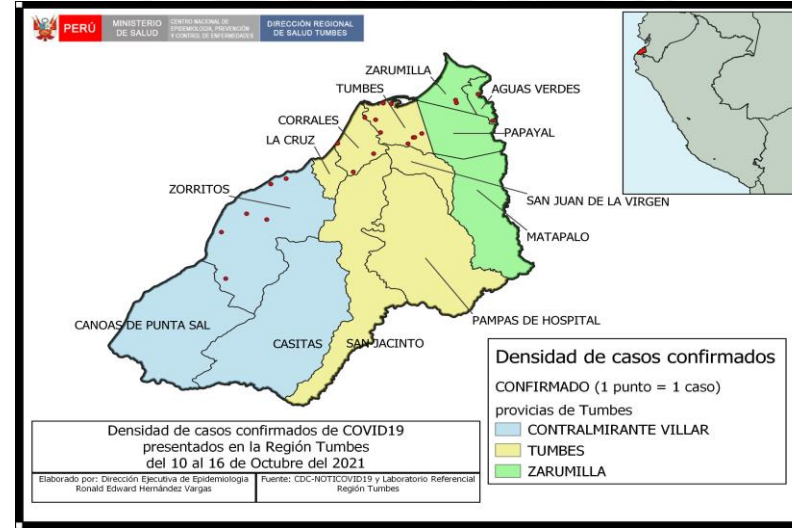 PERÚ
MINISTERIO
DE SALUD
CENTRO NACIONAL DE
EPIDEMIOLOGÍA, PREVENCIÓN
Y CONTROL DE ENFERMEDADES
DIRECCIÓN REGIONAL
DE SALUD TUMBES
ZARUMILLA
TUMBES
AGUAS VERDES
CORRALES
LA CRUZ
PAPAYAL
ZORRITOS
SAN JUAN DE LA VIRGEN
MATAPALO
CANOAS DE PUNTA SAL
CASITAS
SAN JACINTO
PAMPAS DE HOSPITAL
Densidad de casos confirmados
CONFIRMADO (1 punto = 1 caso)
provicias de Tumbes
CONTRALMIRANTE VILLAR
TUMBES
ZARUMILLA
Densidad de casos confirmados de COVID19
presentados en la Región Tumbes
del 10 al 16 de Octubre del 2021
Elaborado por: Dirección Ejecutiva de Epidemiologia
Ronald Edward Hernández Vargas
Fuente: CDC-NOTICOVID19 y Laboratorio Referencial
Región Tumbes